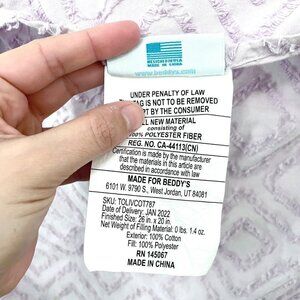 DESIGNED IN USA
MADE IN CHINA
www.beddys.com
UNDER PENALTY OF LAW
TAG IS NOT TO BE REMOVED
PT BY THE CONSUMER
LL NEW MATERIAL
consisting of
100% POLYESTER FIBER
REG. NO. CA-44113(CN)
Certification is made by the manufacturer
that the materials in this article are
described in accordance with law
MADE FOR BEDDY'S
6101 W. 9790 S., West Jordan, UT 84081
SKU: TOLIVCOT787
Date of Delivery: JAN 2022
Finished Size: 26 in. x 20 in.
Net Weight of Filling Material: 0 lbs. 1.4 oz.
Exterior: 100% Cotton
Fill: 100% Polyester
RN 145067
MADE IN CHINA